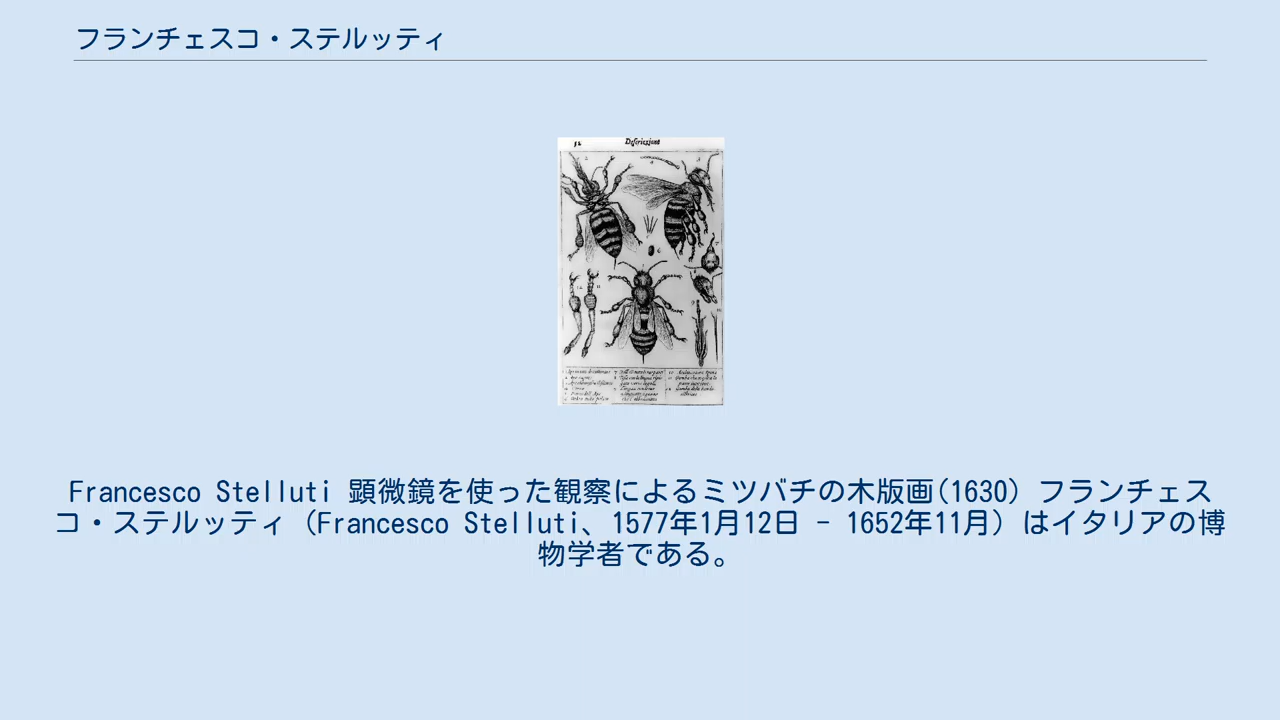 フランチェスコ・ステルッティ
Francesco Stelluti 顕微鏡を使った観察によるミツバチの木版画(1630) フランチェス
コ・ステルッティ (Francesco Stelluti、1577年1月12日 - 1652年11月) はイタリアの博
物学者である。